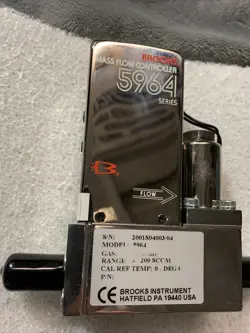 BROOKS
MASS FLOW CONTROLLER
5964
SERIES
B
FLOW
S/N: 2001S04003/04
MODEL: 5964
GAS:
RANGE: 200 SCCM
CAL REF TEMP: 0 DEG
P/N:
CE BROOKS INSTRUMENT
HATFIELD PA 19440 USA